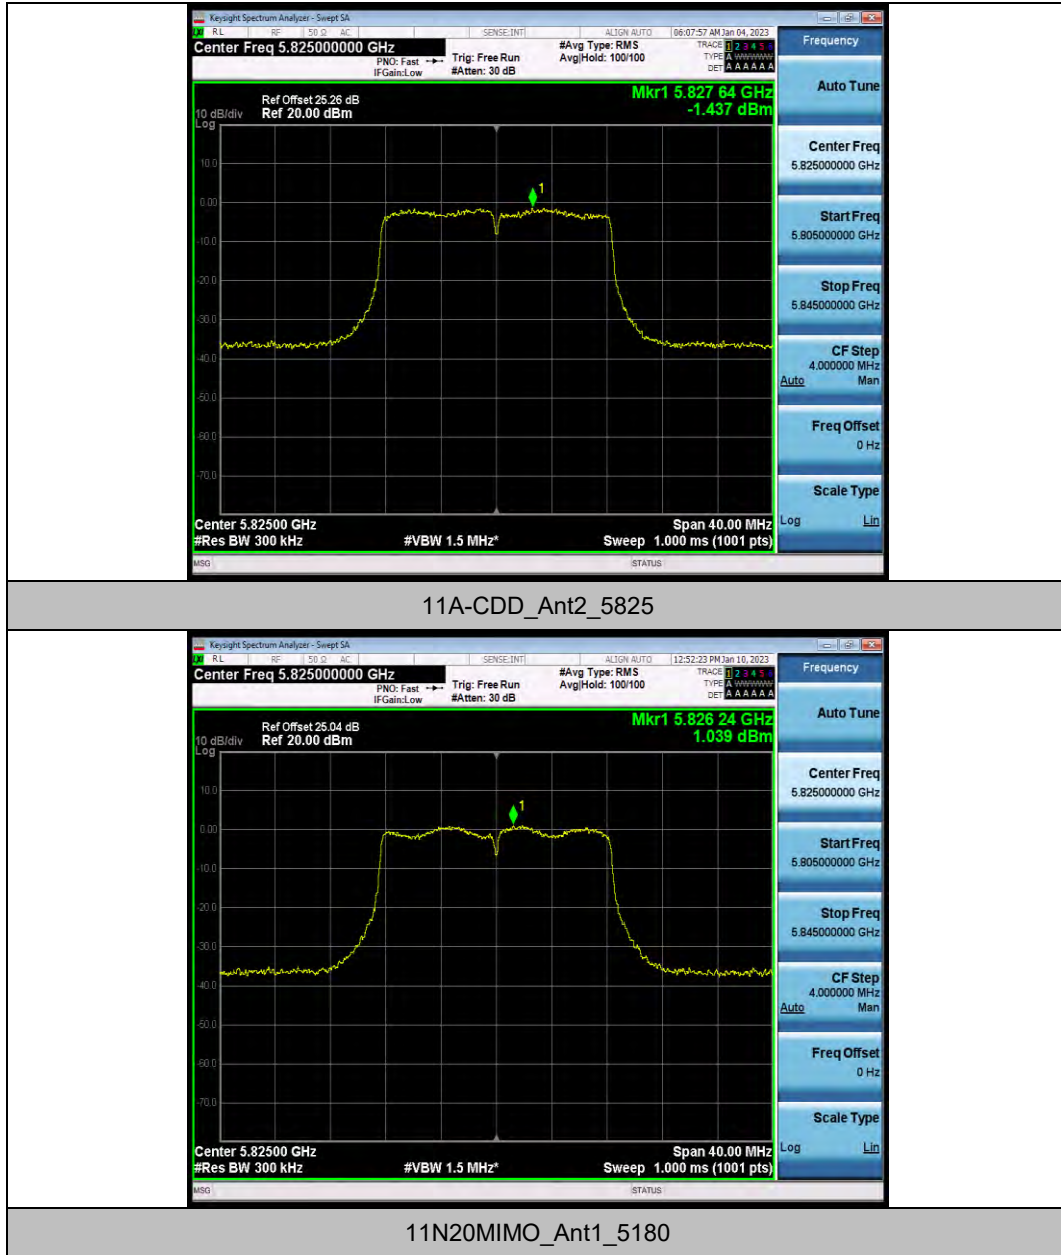 Keysight Spectrum Analyzer - Swept SA
RL RF 50 Ω AC SENSE:INT ALIGN AUTO 06:07:57 AM Jan 04, 2023
Center Freq 5.825000000 GHz
PNO: Fast Trig: Free Run #Avg Type: RMS TRACE 1 2 3 4 5 6
IFGain:Low #Atten: 30 dB Avg|Hold: 100/100 TYPE A WWWWW
DET A A A A A A
Frequency
Auto Tune
Mkr1 5.827 64 GHz
-1.437 dBm
Ref Offset 25.26 dB
10 dB/div Ref 20.00 dBm
Log
10.0
0.00
-10.0
-20.0
-30.0
-40.0
-50.0
-60.0
-70.0
1
Center Freq
5.825000000 GHz
Start Freq
5.805000000 GHz
Stop Freq
5.845000000 GHz
CF Step
4.000000 MHz
Auto Man
Freq Offset
0 Hz
Scale Type
Log Lin
Center 5.82500 GHz Span 40.00 MHz
#Res BW 300 kHz #VBW 1.5 MHz* Sweep 1.000 ms (1001 pts)
MSG STATUS
11A-CDD_Ant2_5825
Keysight Spectrum Analyzer - Swept SA
RL RF 50 Ω AC SENSE:INT ALIGN AUTO 12:52:23 PM Jan 10, 2023
Center Freq 5.825000000 GHz
PNO: Fast Trig: Free Run #Avg Type: RMS TRACE 1 2 3 4 5 6
IFGain:Low #Atten: 30 dB Avg|Hold: 100/100 TYPE A WWWWW
DET A A A A A A
Frequency
Auto Tune
Mkr1 5.826 24 GHz
1.039 dBm
Ref Offset 25.04 dB
10 dB/div Ref 20.00 dBm
Log
10.0
0.00
-10.0
-20.0
-30.0
-40.0
-50.0
-60.0
-70.0
1
Center Freq
5.825000000 GHz
Start Freq
5.805000000 GHz
Stop Freq
5.845000000 GHz
CF Step
4.000000 MHz
Auto Man
Freq Offset
0 Hz
Scale Type
Log Lin
Center 5.82500 GHz Span 40.00 MHz
#Res BW 300 kHz #VBW 1.5 MHz* Sweep 1.000 ms (1001 pts)
MSG STATUS
11N20MIMO_Ant1_5180